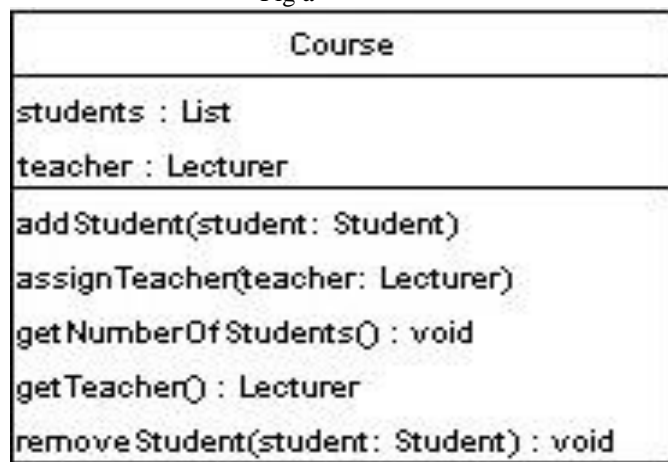 Course
students : List
teacher : Lecturer
addStudent(student: Student)
assignTeacher(teacher: Lecturer)
getNumberOfStudents() : void
getTeacher() : Lecturer
removeStudent(student: Student) : void